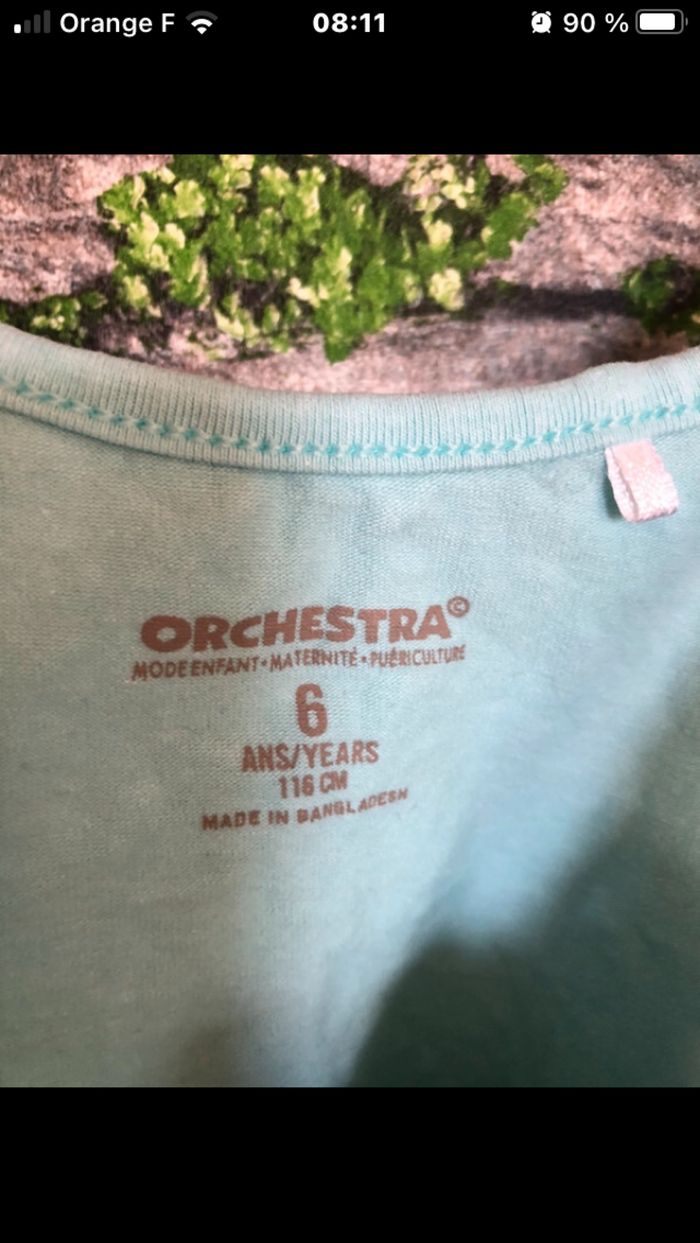 Orange F 08:11 90 %
ORCHESTRA©
MODE ENFANT•MATERNITÉ•PUÉRICULTURE
6
ANS/YEARS
116 CM
MADE IN BANGLADESH